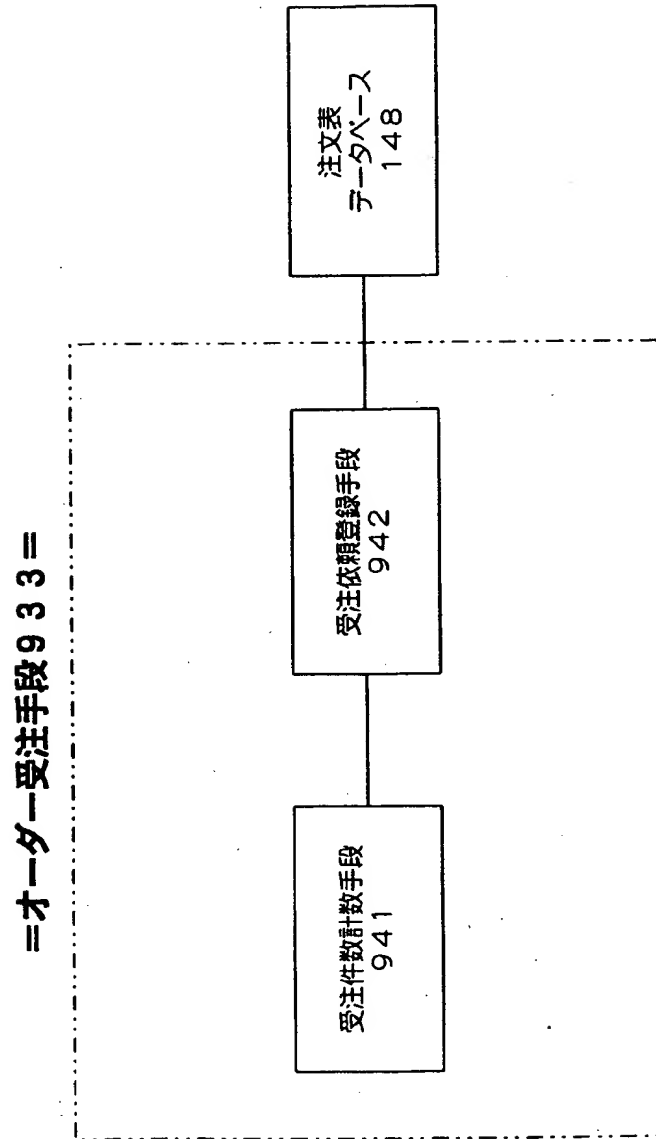 =オーダー受注手段933=
受注件数計数手段
941
受注依頼登録手段
942
注文表
データベース
148